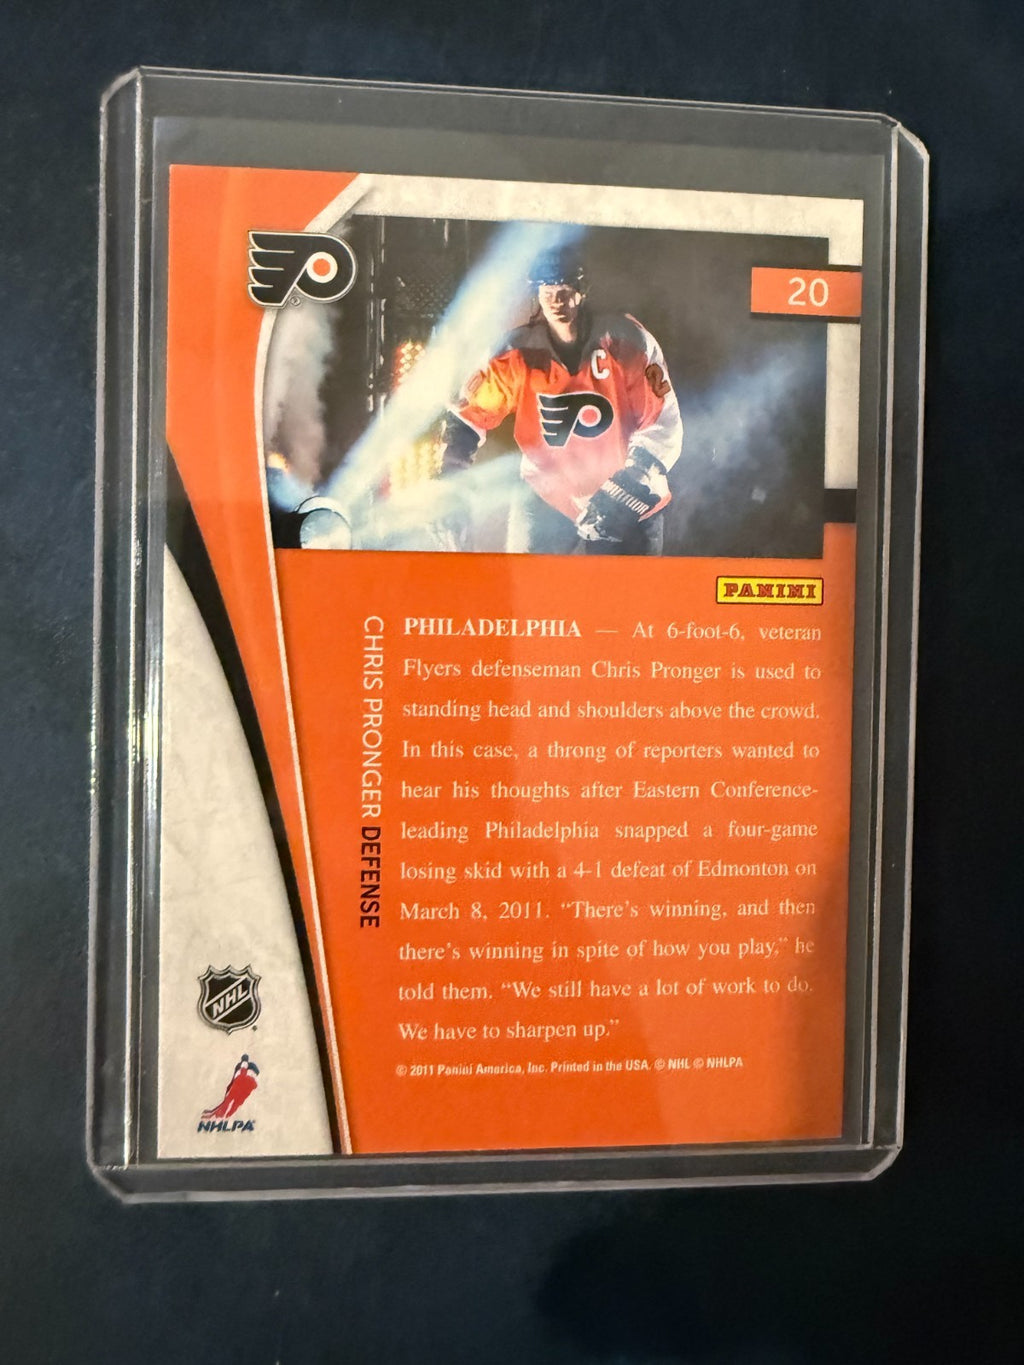 20
C
2
PANINI
CHRIS PRONGER DEFENSE
PHILADELPHIA — At 6-foot-6, veteran
Flyers defenseman Chris Pronger is used to
standing head and shoulders above the crowd.
In this case, a throng of reporters wanted to
hear his thoughts after Eastern Conference-
leading Philadelphia snapped a four-game
losing skid with a 4-1 defeat of Edmonton on
March 8, 2011. “There’s winning, and then
there’s winning in spite of how you play,” he
told them. “We still have a lot of work to do.
We have to sharpen up.”
© 2011 Panini America, Inc. Printed in the USA. © NHL © NHLPA
NHL
NHLPA